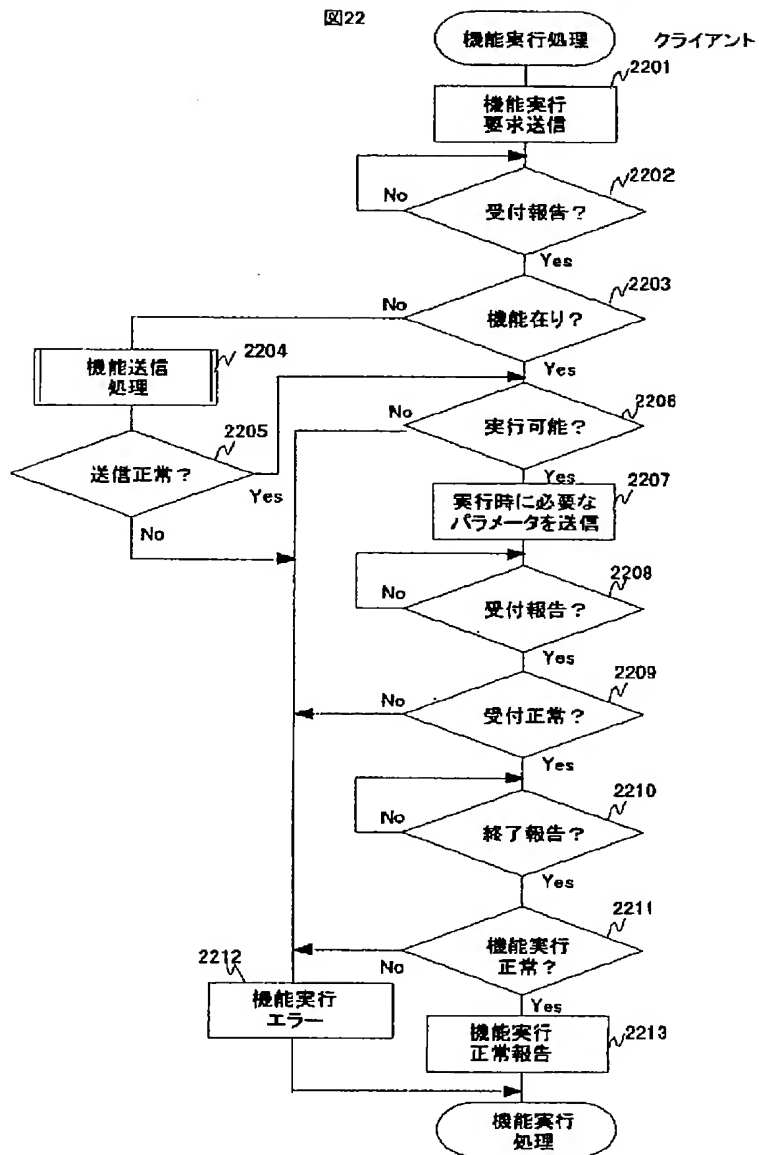 図22
機能実行処理
クライアント
2201
機能実行
要求送信
2202
No
受付報告?
Yes
2203
No
機能在り?
Yes
2204
機能送信
処理
2205
送信正常?
Yes
No
2206
No
実行可能?
Yes
2207
実行時に必要な
パラメータを送信
2208
No
受付報告?
Yes
2209
No
受付正常?
Yes
2210
No
終了報告?
Yes
2211
機能実行
正常?
No
Yes
2212
機能実行
エラー
2213
機能実行
正常報告
機能実行
処理